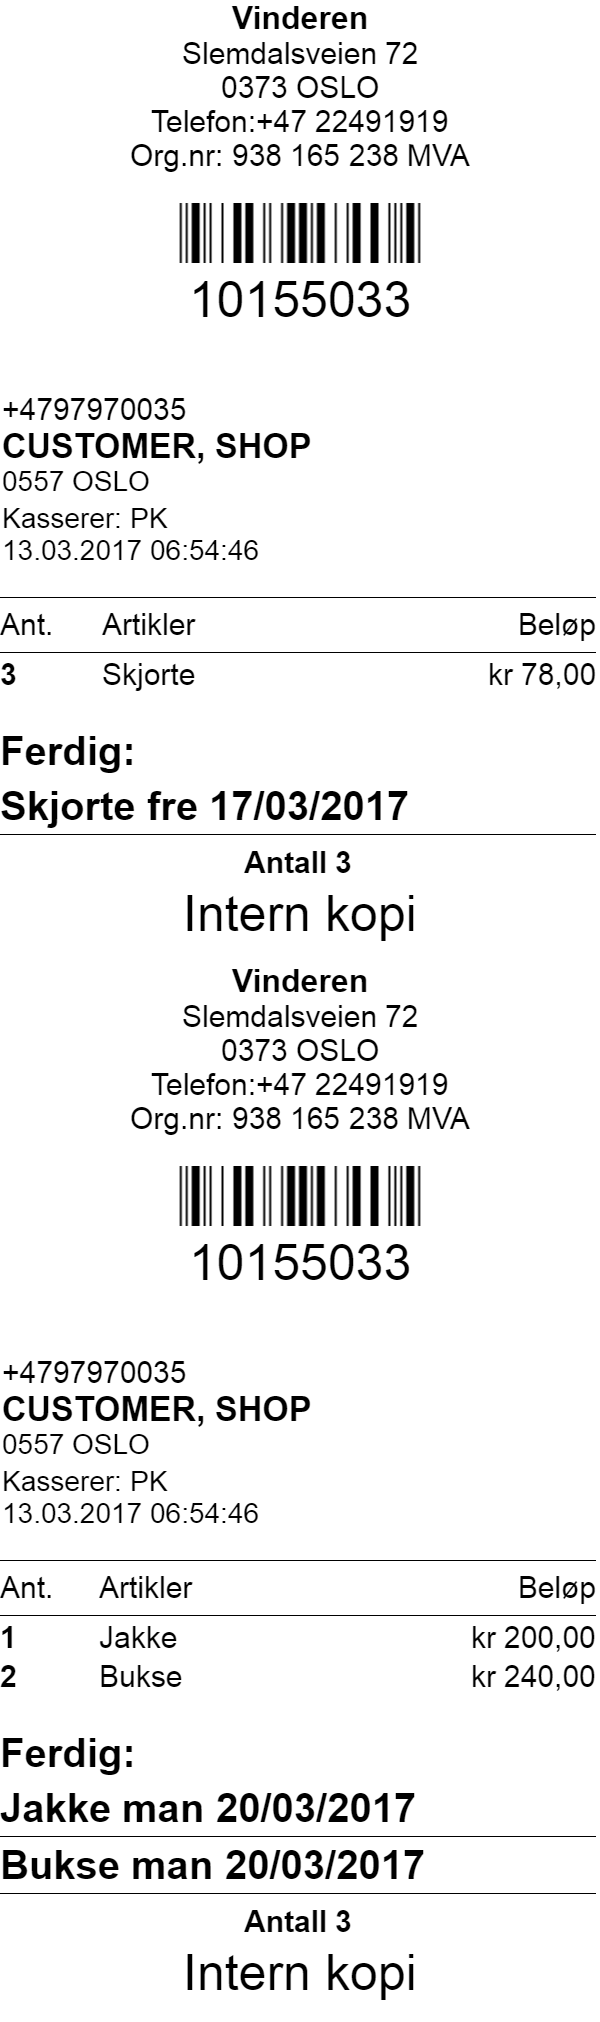 Vinderen
Slemdalsveien 72
0373 OSLO
Telefon:+47 22491919
Org.nr: 938 165 238 MVA
10155033
+4797970035
CUSTOMER, SHOP
0557 OSLO
Kasserer: PK
13.03.2017 06:54:46
Ant. Artikler Beløp
3 Skjorte kr 78,00
Ferdig:
Skjorte fre 17/03/2017
Antall 3
Intern kopi
Vinderen
Slemdalsveien 72
0373 OSLO
Telefon:+47 22491919
Org.nr: 938 165 238 MVA
10155033
+4797970035
CUSTOMER, SHOP
0557 OSLO
Kasserer: PK
13.03.2017 06:54:46
Ant. Artikler Beløp
1 Jakke kr 200,00
2 Bukse kr 240,00
Ferdig:
Jakke man 20/03/2017
Bukse man 20/03/2017
Antall 3
Intern kopi